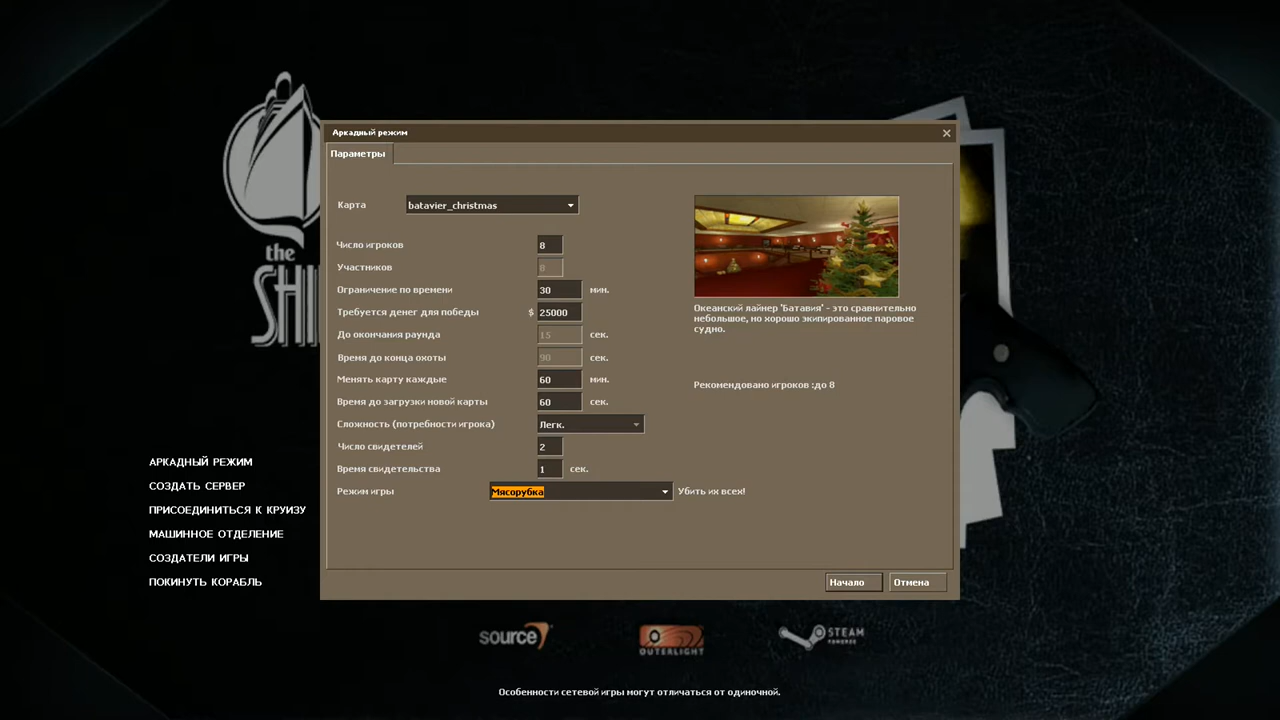 Аркадный режим
Параметры
Карта
batavier_christmas
Число игроков 8
Участников 8
Ограничение по времени 30 мин.
Требуется денег для победы $ 25000
До окончания раунда 15 сек.
Время до конца охоты 90 сек.
Менять карту каждые 60 мин.
Время до загрузки новой карты 60 сек.
Сложность (потребности игрока) Легк.
Число свидетелей 2
Время свидетельства 1 сек.
Режим игры Мясорубка Убить их всех!
Океанский лайнер 'Батавия' - это сравнительно
небольшое, но хорошо экипированное паровое
судно.
Рекомендовано игроков :до 8
Начало Отмена
the
SHI
АРКАДНЫЙ РЕЖИМ
СОЗДАТЬ СЕРВЕР
ПРИСОЕДИНИТЬСЯ К КРУИЗУ
МАШИННОЕ ОТДЕЛЕНИЕ
СОЗДАТЕЛИ ИГРЫ
ПОКИНУТЬ КОРАБЛЬ
source
OUTERLIGHT
STEAM
POWERED
Особенности сетевой игры могут отличаться от одиночной.